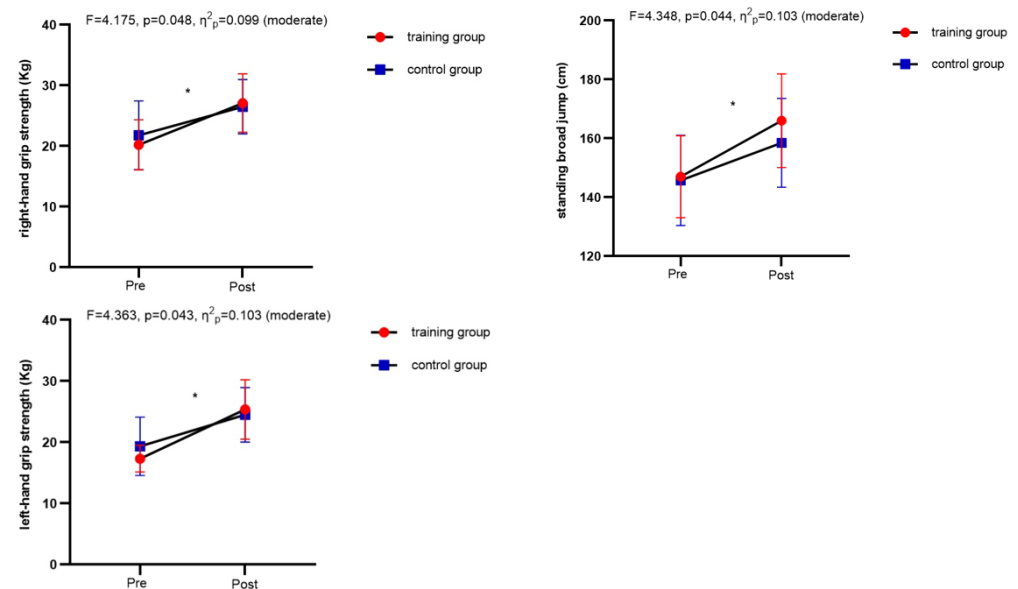 F=4.175, p=0.048, η²p=0.099 (moderate)
right-hand grip strength (Kg)
40
30
20
10
0
Pre
Post
*
training group
control group
F=4.348, p=0.044, η²p=0.103 (moderate)
standing broad jump (cm)
200
180
160
140
120
Pre
Post
*
training group
control group
F=4.363, p=0.043, η²p=0.103 (moderate)
left-hand grip strength (Kg)
40
30
20
10
0
Pre
Post
*
training group
control group